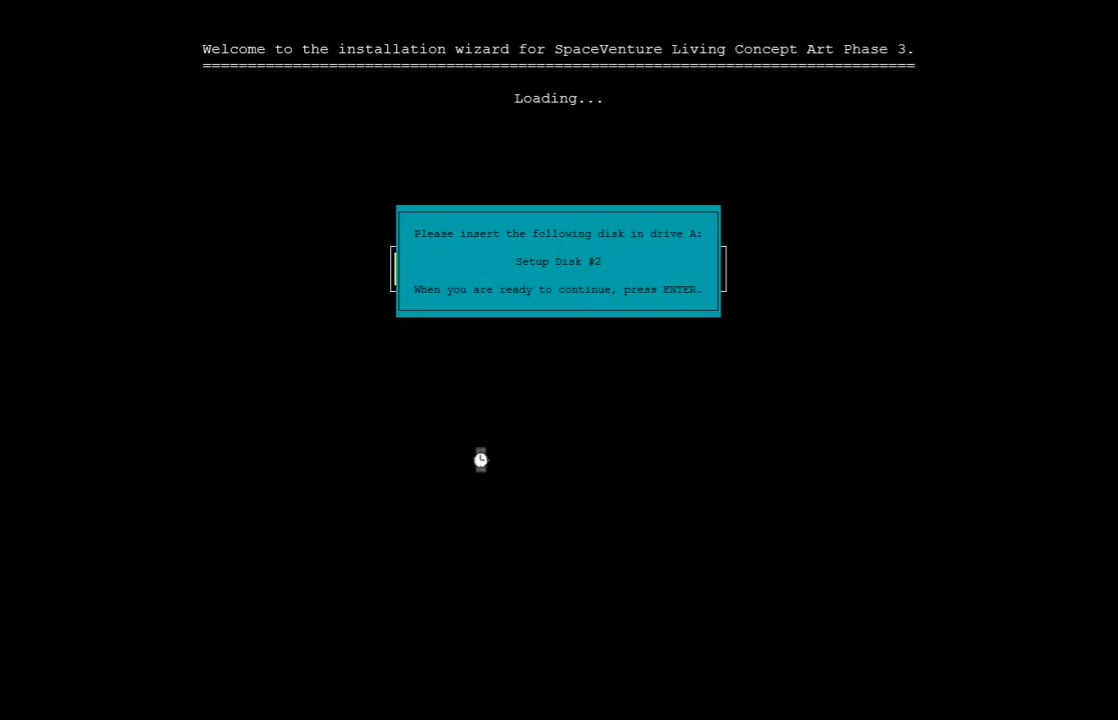 Welcome to the installation wizard for SpaceVenture Living Concept Art Phase 3.
===============================================================================
Loading...
Please insert the following disk in drive A:
Setup Disk #2
When you are ready to continue, press ENTER.